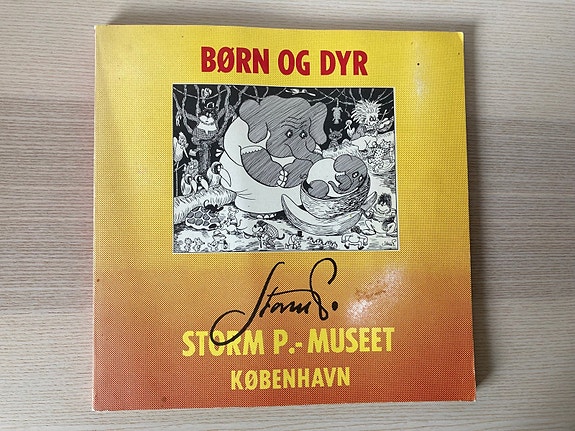 BØRN OG DYR
Storm P.
STORM P.-MUSEET
KØBENHAVN